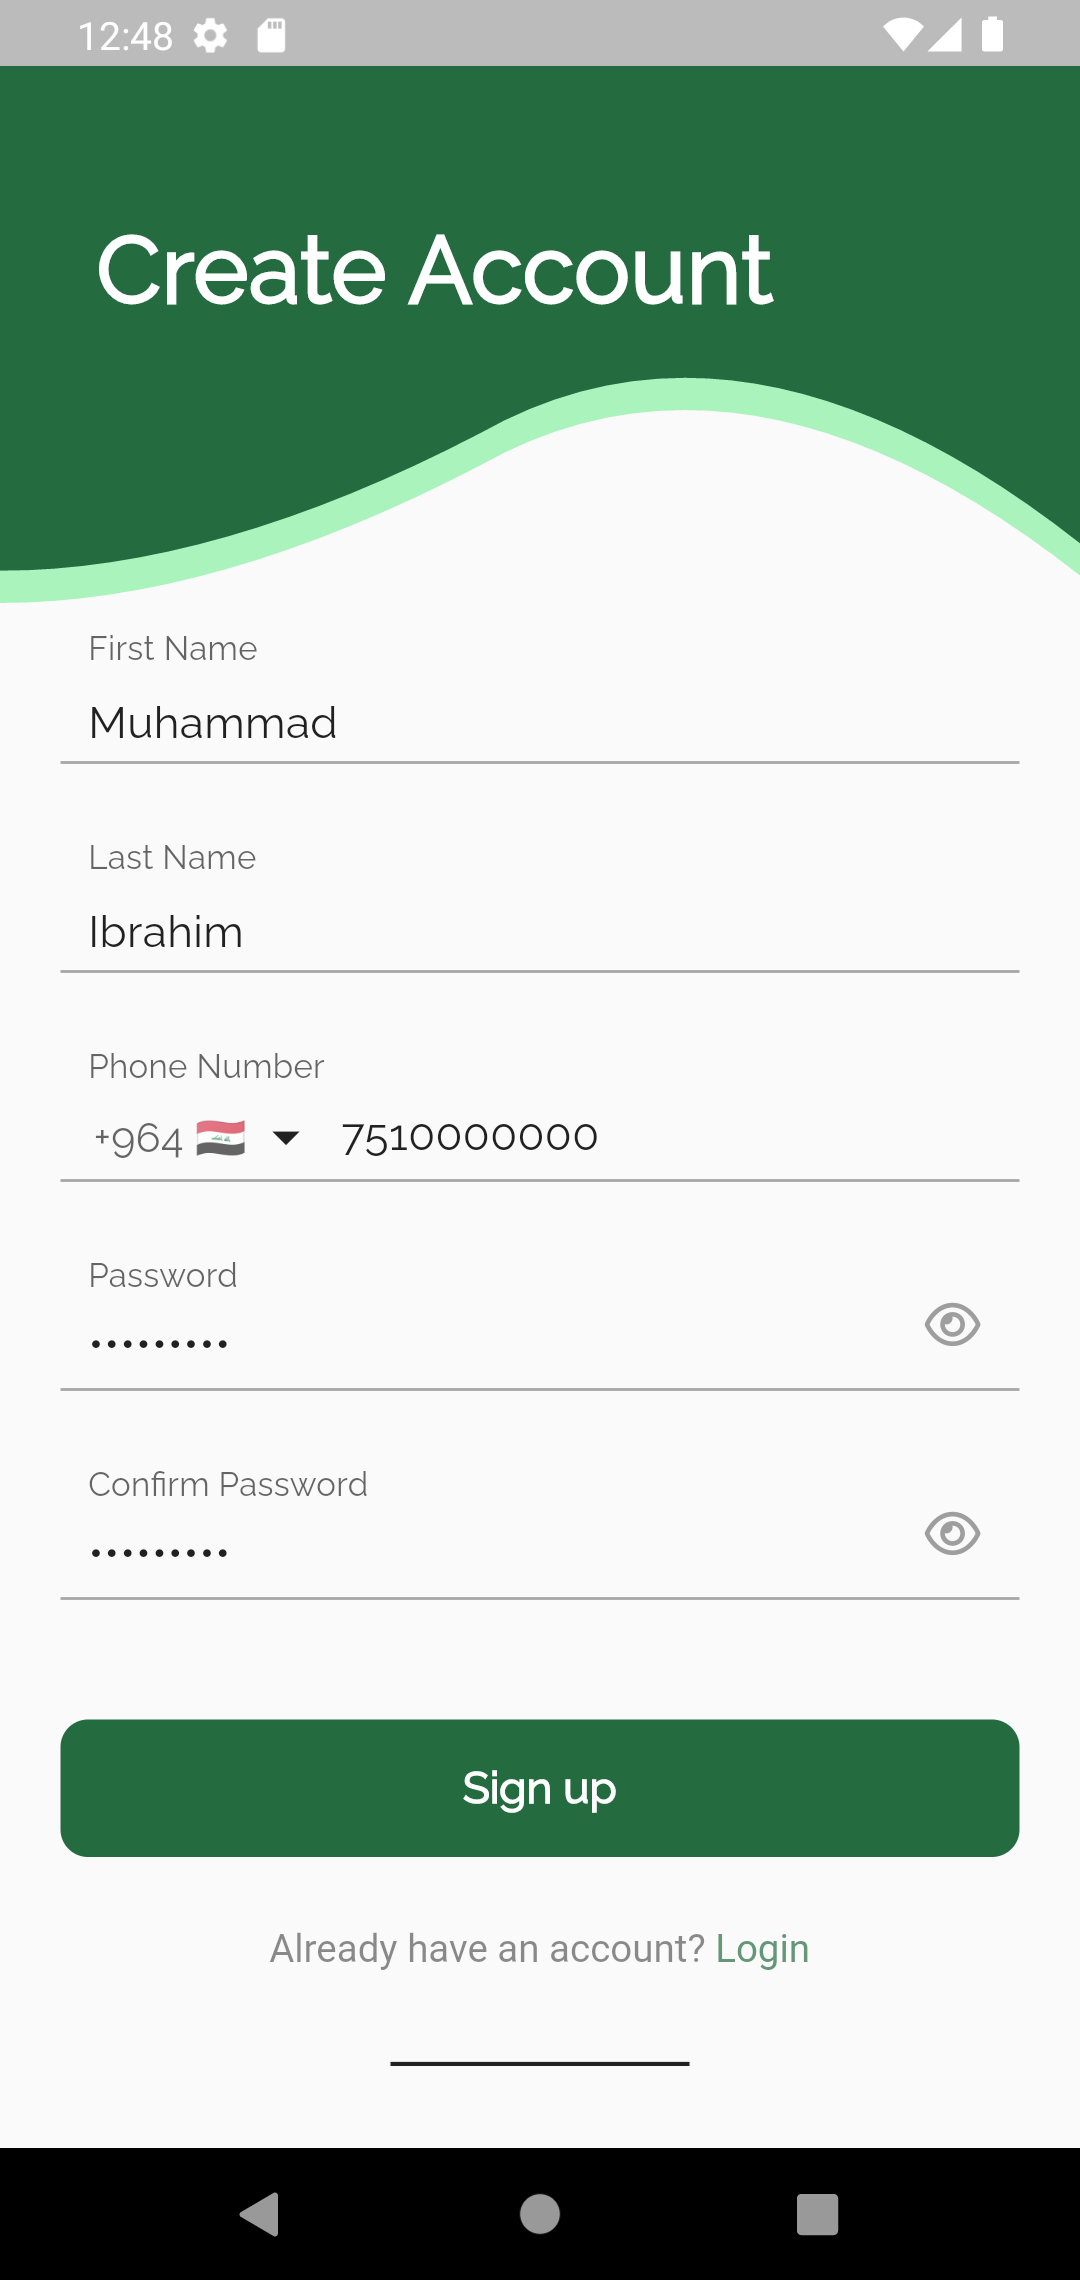 12:48
Create Account
First Name
Muhammad
Last Name
Ibrahim
Phone Number
+964 🇮🇶 7510000000
Password
•••••••••
Confirm Password
•••••••••
Sign up
Already have an account? Login